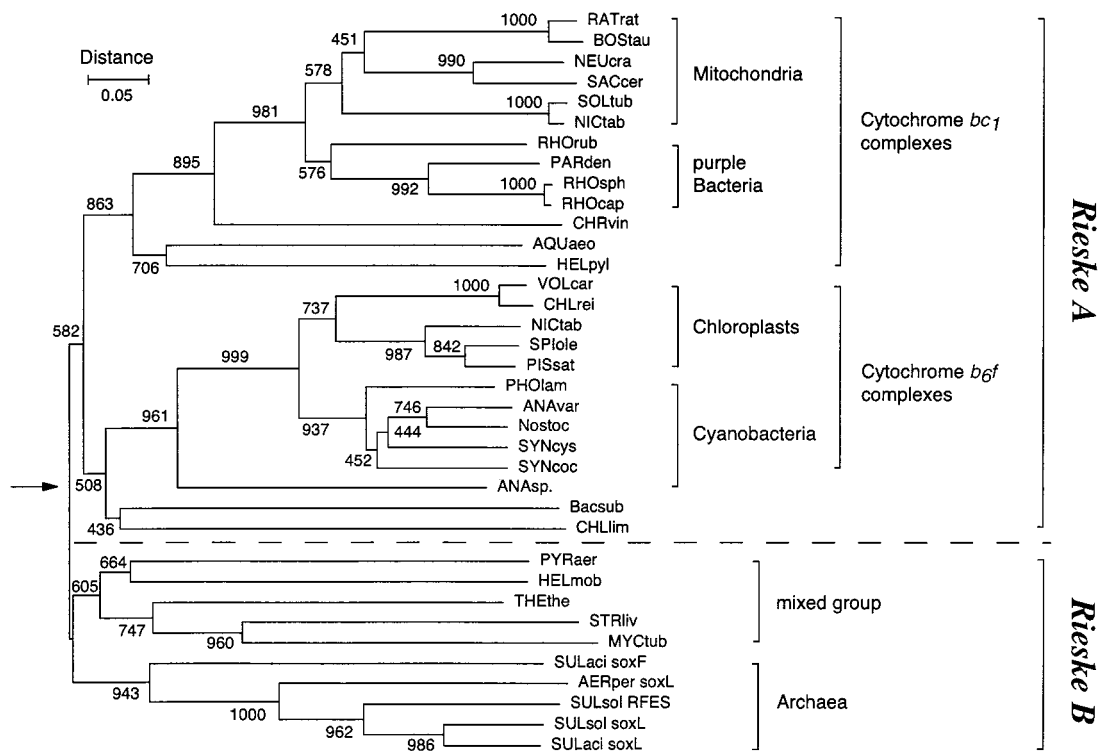 Distance
0.05
1000
RATrat
BOStau
451
990
NEUcra
SACcer
Mitochondria
578
1000
SOLtub
NICtab
981
Cytochrome bc1
complexes
RHOrub
576
PARden
992
1000
RHOsph
RHOcap
purple
Bacteria
895
CHRvin
863
AQUaeo
706
HELpyl
Rieske A
1000
VOLcar
CHLrei
737
NICtab
987
842
SPIole
PISsat
Chloroplasts
582
999
Cytochrome b6f
complexes
PHOlam
937
746
ANAvar
444
Nostoc
SYNcys
452
SYNcoc
Cyanobacteria
961
ANAsp.
508
Bacsub
436
CHLlim
664
PYRaer
HELmob
605
THEthe
747
STRliv
960
MYCtub
mixed group
Rieske B
SULaci soxF
943
AERper soxL
1000
SULsol RFES
962
SULsol soxL
986
SULaci soxL
Archaea